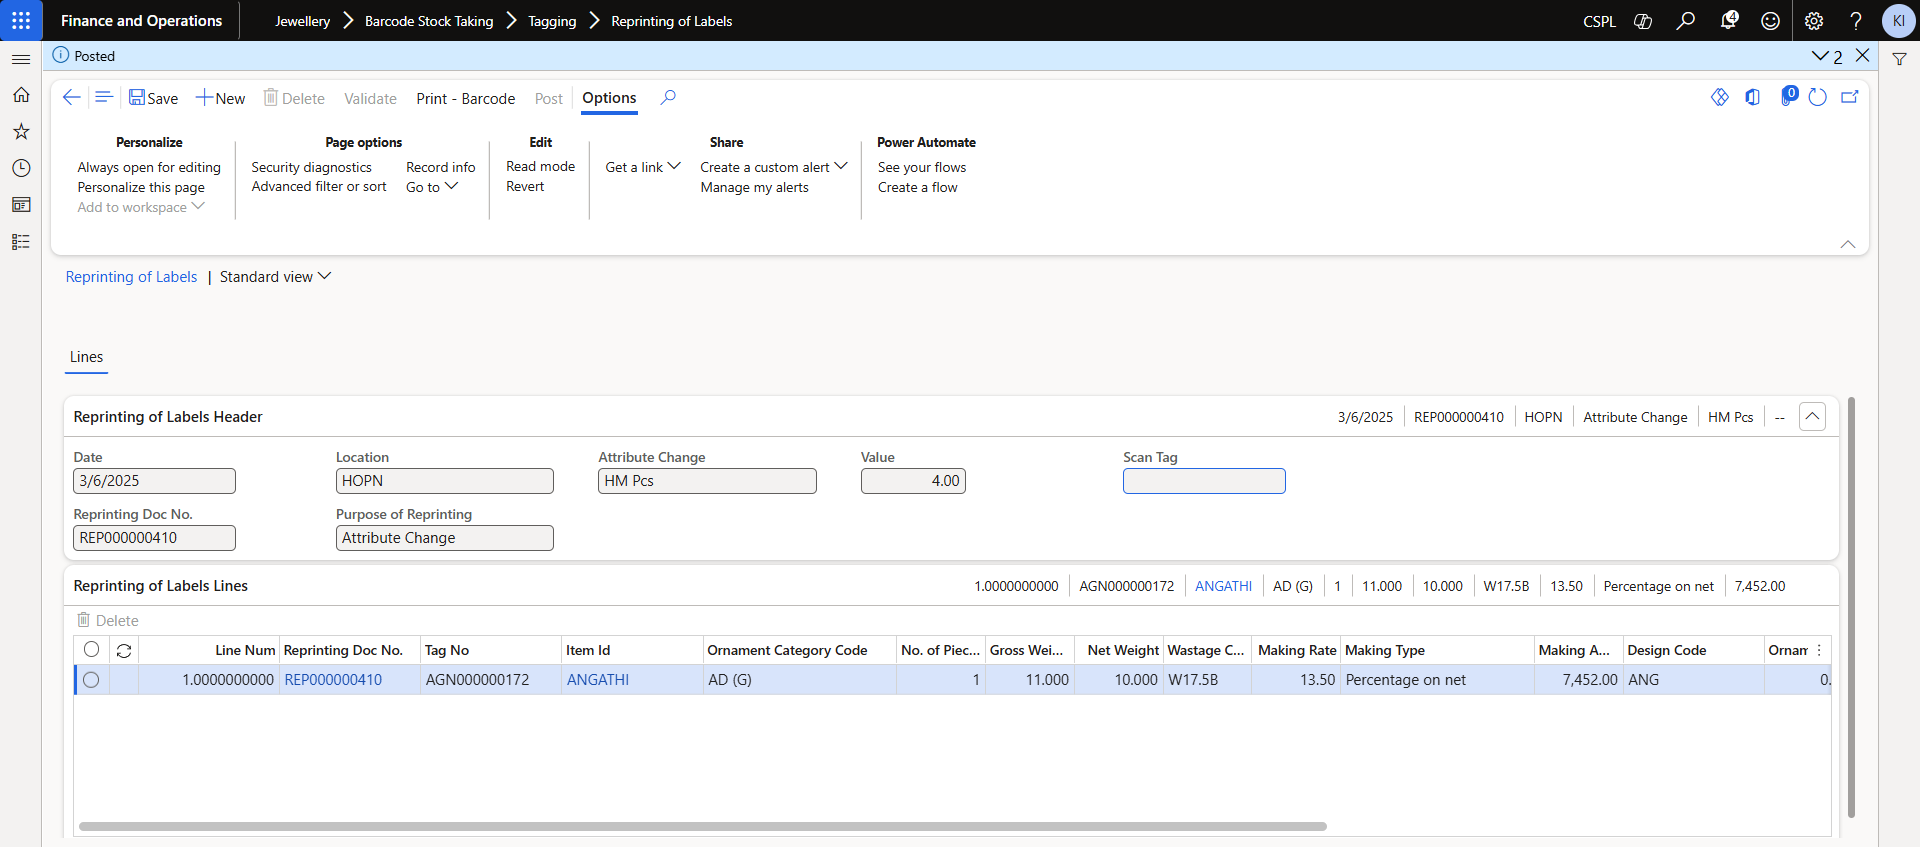 Finance and Operations
Jewellery > Barcode Stock Taking > Tagging > Reprinting of Labels
CSPL
4
?
KI
Posted
2
Save
New
Delete
Validate
Print - Barcode
Post
Options
0
Personalize
Always open for editing
Personalize this page
Add to workspace
Page options
Security diagnostics
Advanced filter or sort
Record info
Go to
Edit
Read mode
Revert
Share
Get a link
Create a custom alert
Manage my alerts
Power Automate
See your flows
Create a flow
Reprinting of Labels | Standard view
Lines
Reprinting of Labels Header
3/6/2025 | REP000000410 | HOPN | Attribute Change | HM Pcs | --
Date
3/6/2025
Location
HOPN
Attribute Change
HM Pcs
Value
4.00
Scan Tag
Reprinting Doc No.
REP000000410
Purpose of Reprinting
Attribute Change
Reprinting of Labels Lines
1.0000000000 | AGN000000172 | ANGATHI | AD (G) | 1 | 11.000 | 10.000 | W17.5B | 13.50 | Percentage on net | 7,452.00
Delete
Line Num Reprinting Doc No. Tag No Item Id Ornament Category Code No. of Piec... Gross Wei... Net Weight Wastage C... Making Rate Making Type Making A... Design Code Ornam
1.0000000000 REP000000410 AGN000000172 ANGATHI AD (G) 1 11.000 10.000 W17.5B 13.50 Percentage on net 7,452.00 ANG 0.